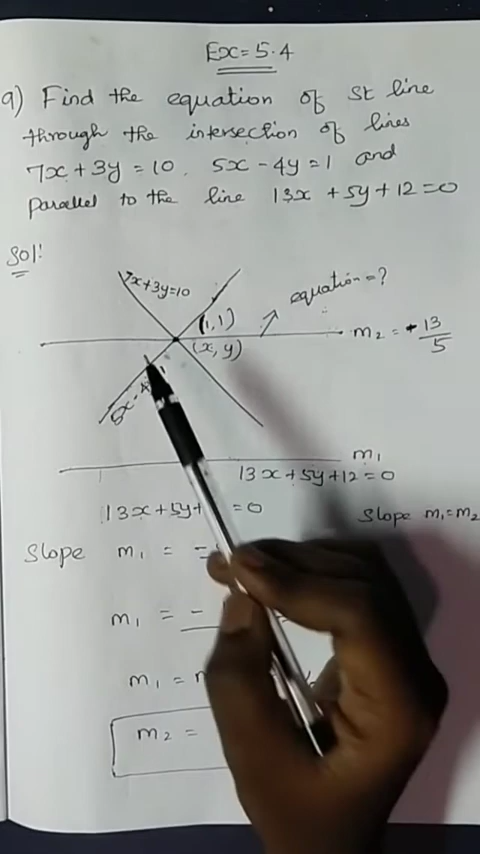 Ex = 5.4
9) Find the equation of St line
through the intersection of lines
7x + 3y = 10, 5x - 4y = 1 and
parallel to the line 13x + 5y + 12 = 0
Sol:
7x+3y=10
equation=?
(1,1)
m₂ = -13/5
(x, y)
5x - 4
m₁
13x + 5y + 12 = 0
13x + 5y + = 0
Slope m₁=m₂
Slope m₁ = -
m₁ = -
m₁ =
m₂ =